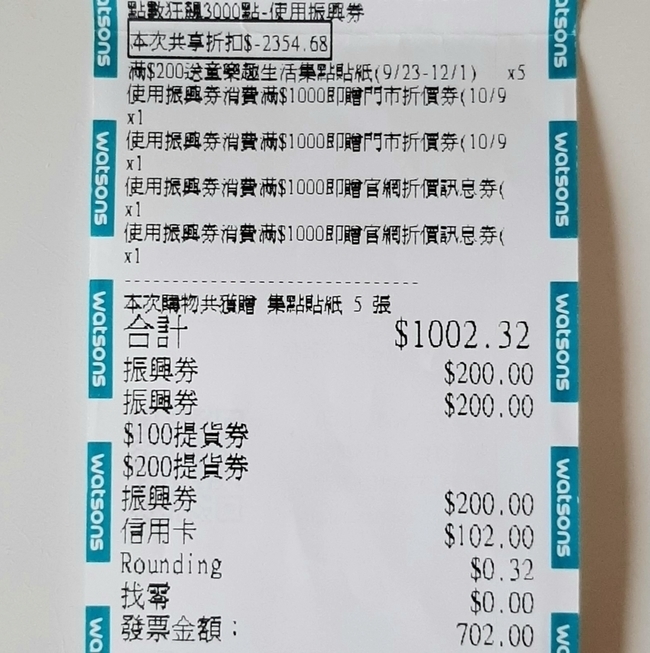 點數狂飆3000點-使用振興券
本次共享折扣$-2354.68
滿$200送童樂趣生活集點貼紙(9/23-12/1) x5
使用振興券消費滿$1000即贈門市折價券(10/9
x1
使用振興券消費滿$1000即贈門市折價券(10/9
x1
使用振興券消費滿$1000即贈官網折價訊息券(
x1
使用振興券消費滿$1000即贈官網折價訊息券(
x1
--------------------------------
本次購物共獲贈 集點貼紙 5 張
合計 $1002.32
振興券 $200.00
振興券 $200.00
$100提貨券
$200提貨券
振興券 $200.00
信用卡 $102.00
Rounding $0.32
找零 $0.00
發票金額： 702.00
watsons
watsons
watsons
watsons
watsons
watsons
watsons
watsons